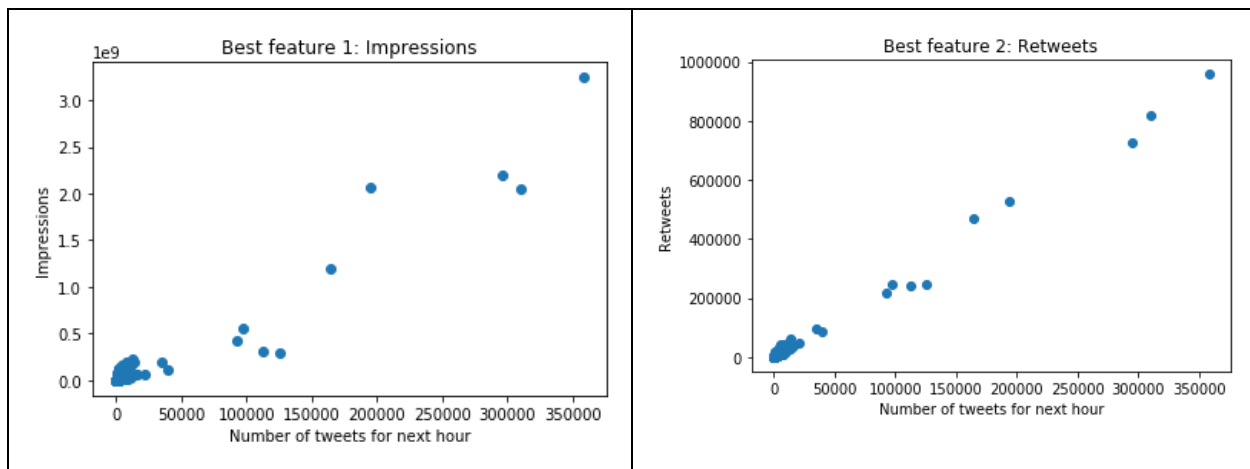 Best feature 1: Impressions
1e9
3.0
2.5
2.0
1.5
1.0
0.5
0.0
Impressions
0 50000 100000 150000 200000 250000 300000 350000
Number of tweets for next hour
Best feature 2: Retweets
1000000
800000
600000
400000
200000
0
Retweets
0 50000 100000 150000 200000 250000 300000 350000
Number of tweets for next hour